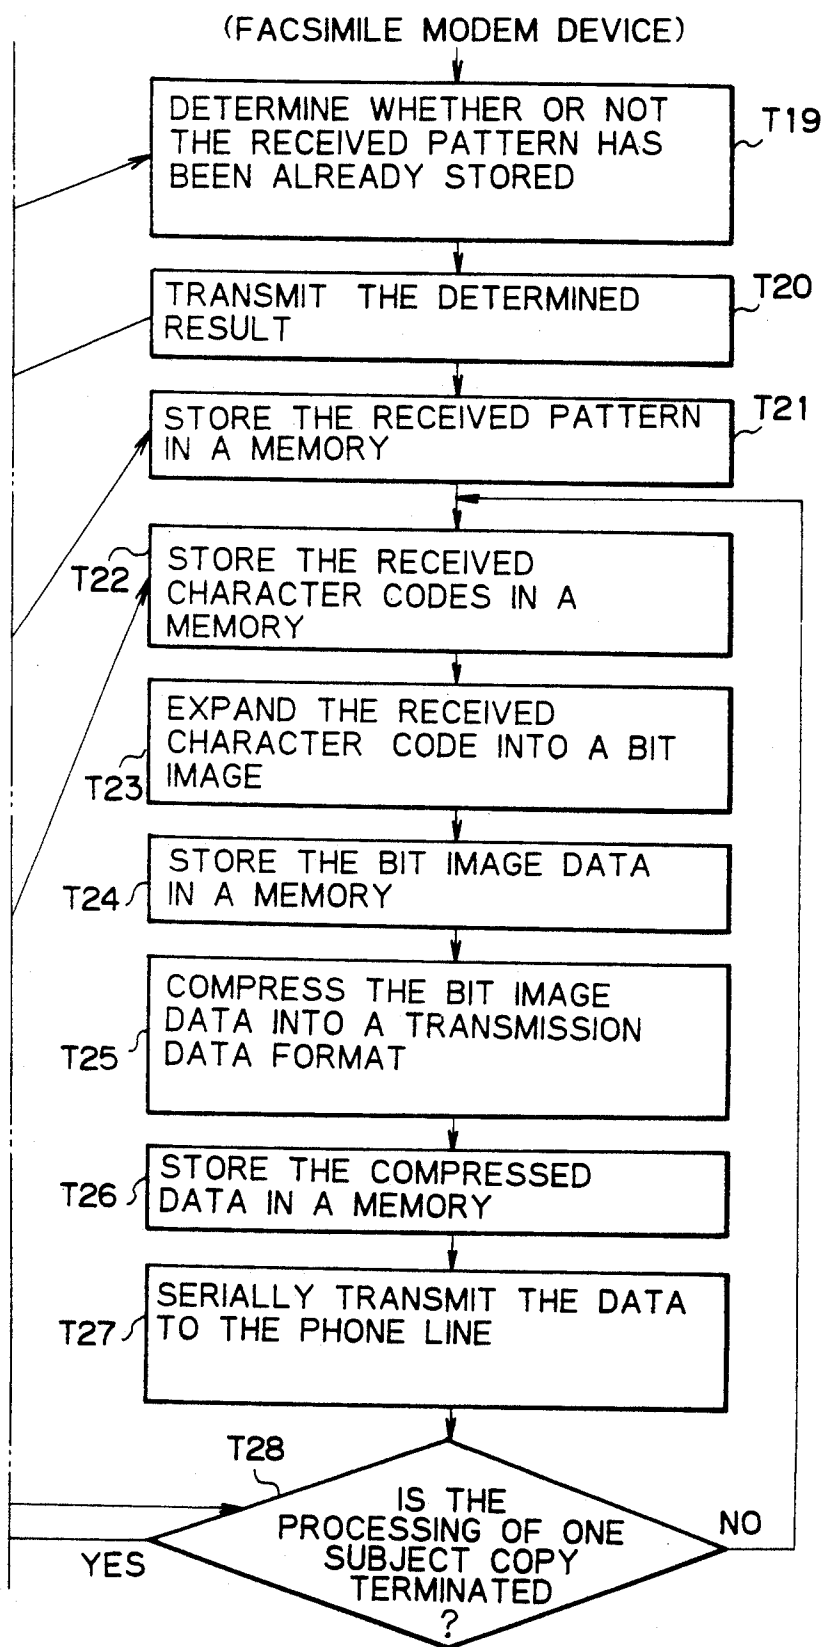 (FACSIMILE MODEM DEVICE)
DETERMINE WHETHER OR NOT
THE RECEIVED PATTERN HAS
BEEN ALREADY STORED
T19
TRANSMIT THE DETERMINED
RESULT
T20
STORE THE RECEIVED PATTERN
IN A MEMORY
T21
T22
STORE THE RECEIVED
CHARACTER CODES IN A
MEMORY
T23
EXPAND THE RECEIVED
CHARACTER CODE INTO A BIT
IMAGE
T24
STORE THE BIT IMAGE DATA
IN A MEMORY
T25
COMPRESS THE BIT IMAGE
DATA INTO A TRANSMISSION
DATA FORMAT
T26
STORE THE COMPRESSED
DATA IN A MEMORY
T27
SERIALLY TRANSMIT THE DATA
TO THE PHONE LINE
T28
IS THE
PROCESSING OF ONE
SUBJECT COPY
TERMINATED
?
YES
NO